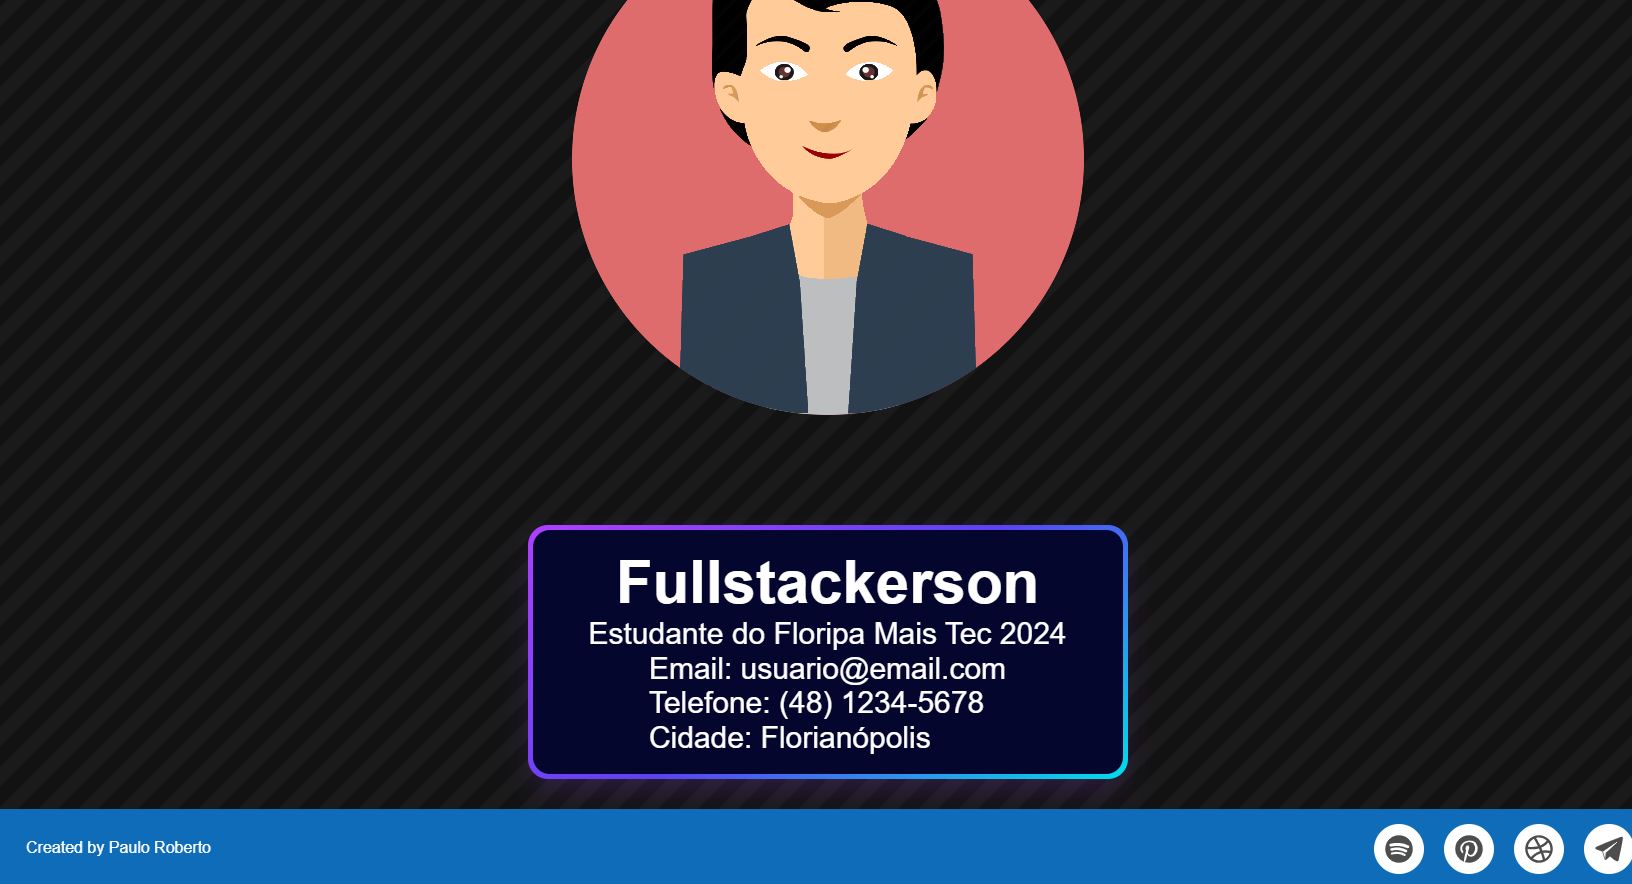 Fullstackerson
Estudante do Floripa Mais Tec 2024
Email: usuario@email.com
Telefone: (48) 1234-5678
Cidade: Florianópolis
Created by Paulo Roberto